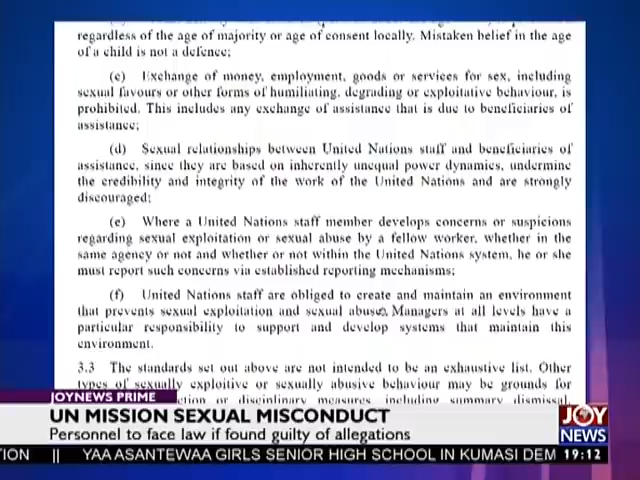 regardless of the age of majority or age of consent locally. Mistaken belief in the age
of a child is not a defence;
(c) Exchange of money, employment, goods or services for sex, including
sexual favours or other forms of humiliating, degrading or exploitative behaviour, is
prohibited. This includes any exchange of assistance that is due to beneficiaries of
assistance;
(d) Sexual relationships between United Nations staff and beneficiaries of
assistance, since they are based on inherently unequal power dynamics, undermine
the credibility and integrity of the work of the United Nations and are strongly
discouraged;
(e) Where a United Nations staff member develops concerns or suspicions
regarding sexual exploitation or sexual abuse by a fellow worker, whether in the
same agency or not and whether or not within the United Nations system, he or she
must report such concerns via established reporting mechanisms;
(f) United Nations staff are obliged to create and maintain an environment
that prevents sexual exploitation and sexual abuse. Managers at all levels have a
particular responsibility to support and develop systems that maintain this
environment.
3.3 The standards set out above are not intended to be an exhaustive list. Other
types of sexually exploitive or sexually abusive behaviour may be grounds for
ction or disciplinary measures, including summary dismissal,
JOYNEWS PRIME
UN MISSION SEXUAL MISCONDUCT
Personnel to face law if found guilty of allegations
JOY
NEWS
19:12
TION || YAA ASANTEWAA GIRLS SENIOR HIGH SCHOOL IN KUMASI DEM